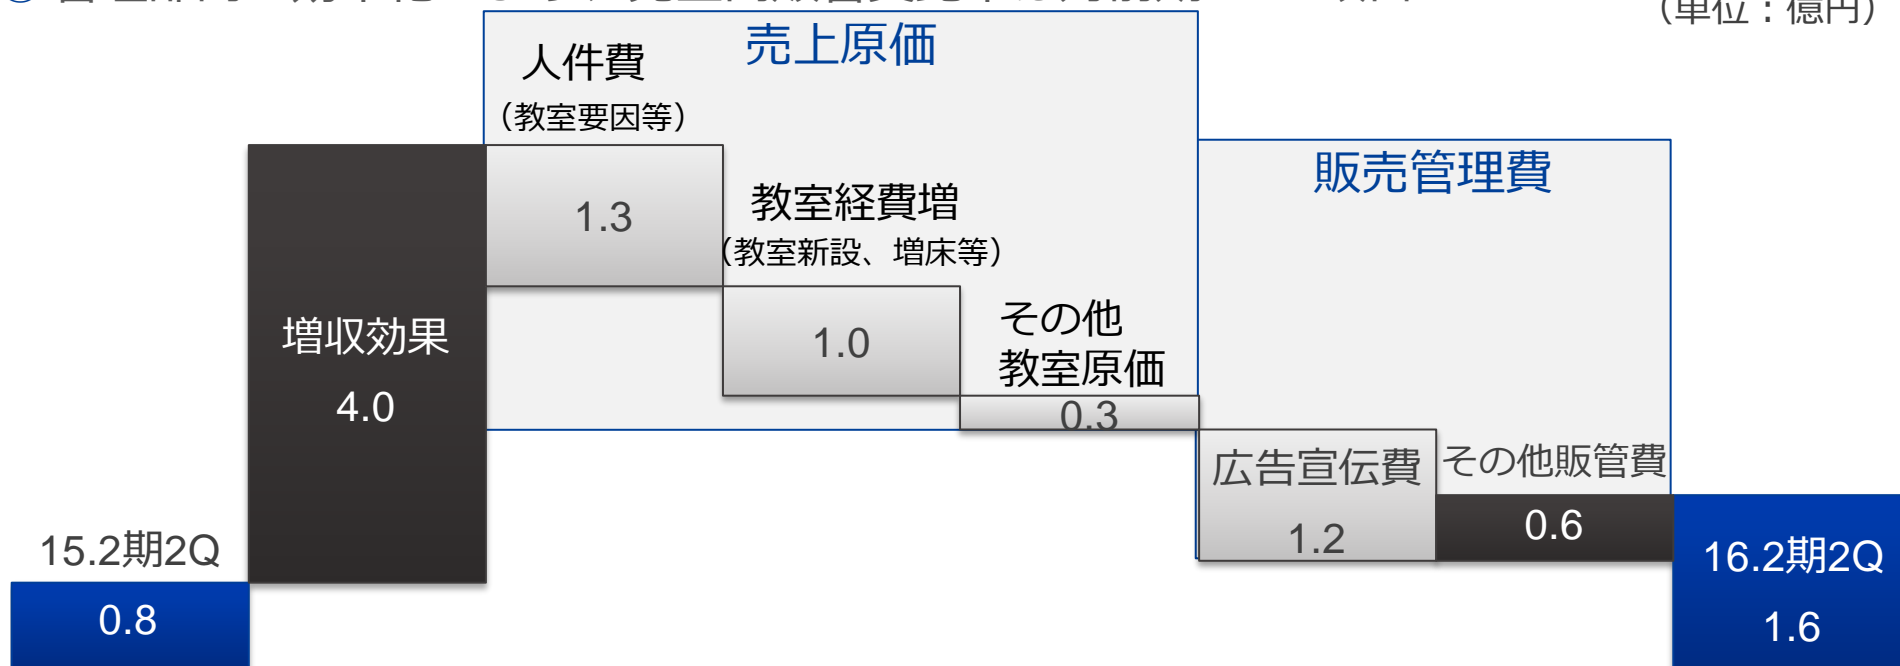 (単位:億円)
売上原価
人件費
(教室要因等)
1.3
教室経費増
(教室新設、増床等)
1.0
その他
教室原価
0.3
販売管理費
増収効果
4.0
広告宣伝費
1.2
その他販管費
0.6
15.2期2Q
0.8
16.2期2Q
1.6